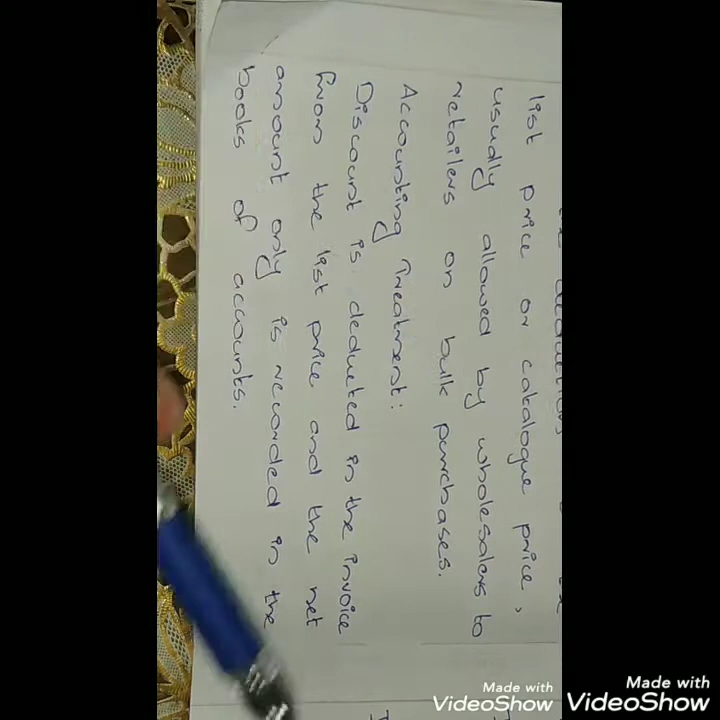 list price or catalogue price,
usually allowed by wholesalers to
retailers on bulk purchases.
Accounting Treatment:
Discount is deducted in the invoice
from the list price and the net
amount only is recorded in the
books of accounts.
Made with
VideoShow
Made with
VideoShow